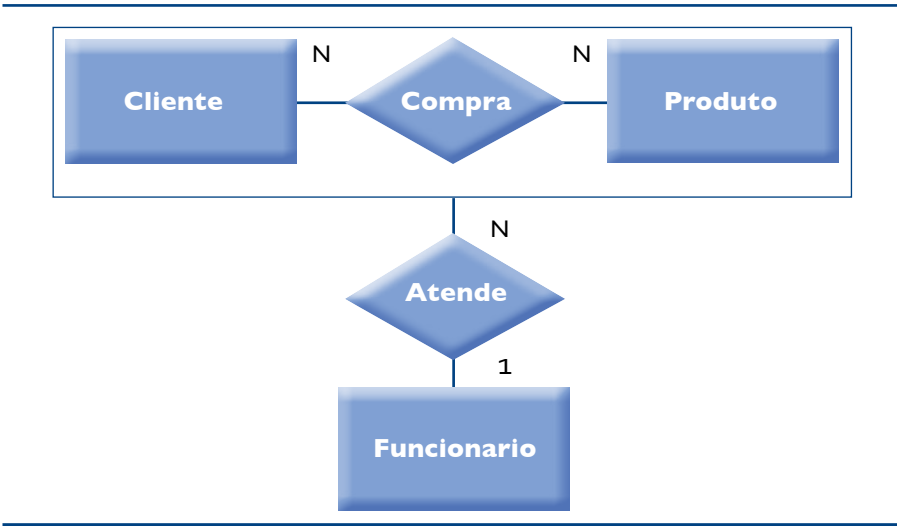 N N
Cliente Compra Produto
N
Atende
1
Funcionario